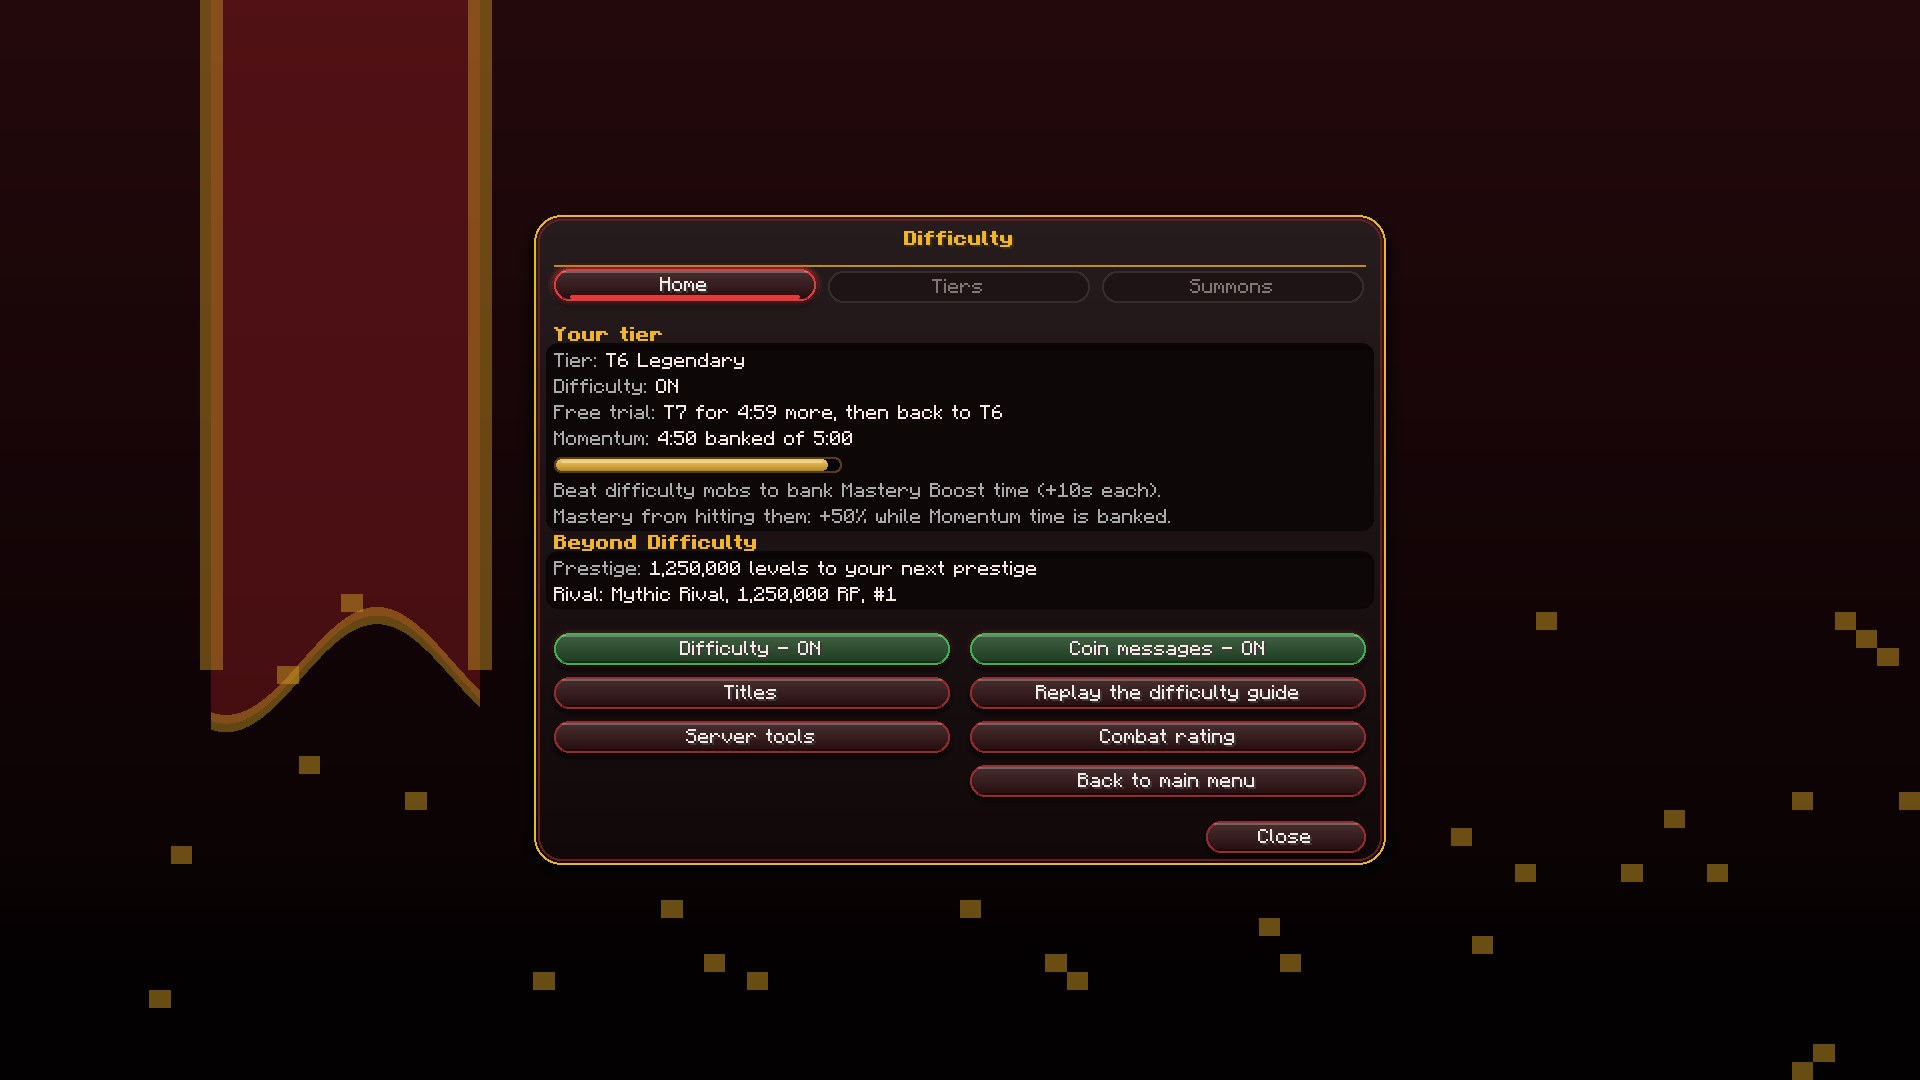 Difficulty
Home
Tiers
Summons
Your tier
Tier: T6 Legendary
Difficulty: ON
Free trial: T7 for 4:59 more, then back to T6
Momentum: 4:50 banked of 5:00
Beat difficulty mobs to bank Mastery Boost time (+10s each).
Mastery from hitting them: +50% while Momentum time is banked.
Beyond Difficulty
Prestige: 1,250,000 levels to your next prestige
Rival: Mythic Rival, 1,250,000 RP, #1
Difficulty - ON
Coin messages - ON
Titles
Replay the difficulty guide
Server tools
Combat rating
Back to main menu
Close